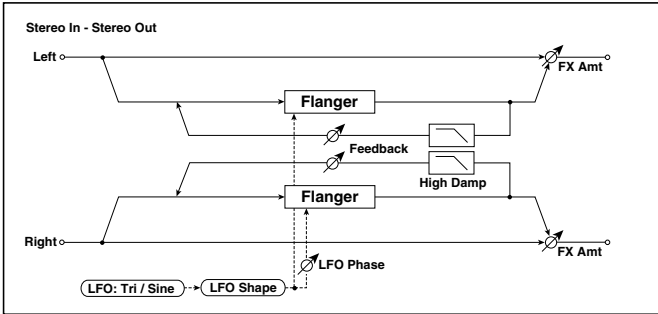 Stereo In - Stereo Out
Left
FX Amt
Flanger
Feedback
High Damp
Flanger
Right
FX Amt
LFO Phase
LFO: Tri / Sine
LFO Shape